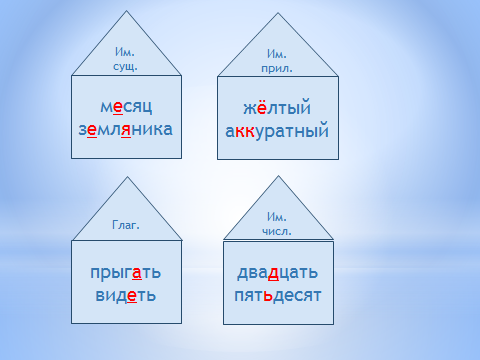 Им.
сущ.
месяц
земляника
Им.
прил.
жёлтый
аккуратный
Глаг.
прыгать
видеть
Им.
числ.
двадцать
пятьдесят